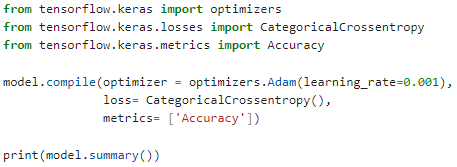 from tensorflow.keras import optimizers
from tensorflow.keras.losses import CategoricalCrossentropy
from tensorflow.keras.metrics import Accuracy
model.compile(optimizer = optimizers.Adam(learning_rate=0.001),
loss= CategoricalCrossentropy(),
metrics= ['Accuracy'])
print(model.summary())